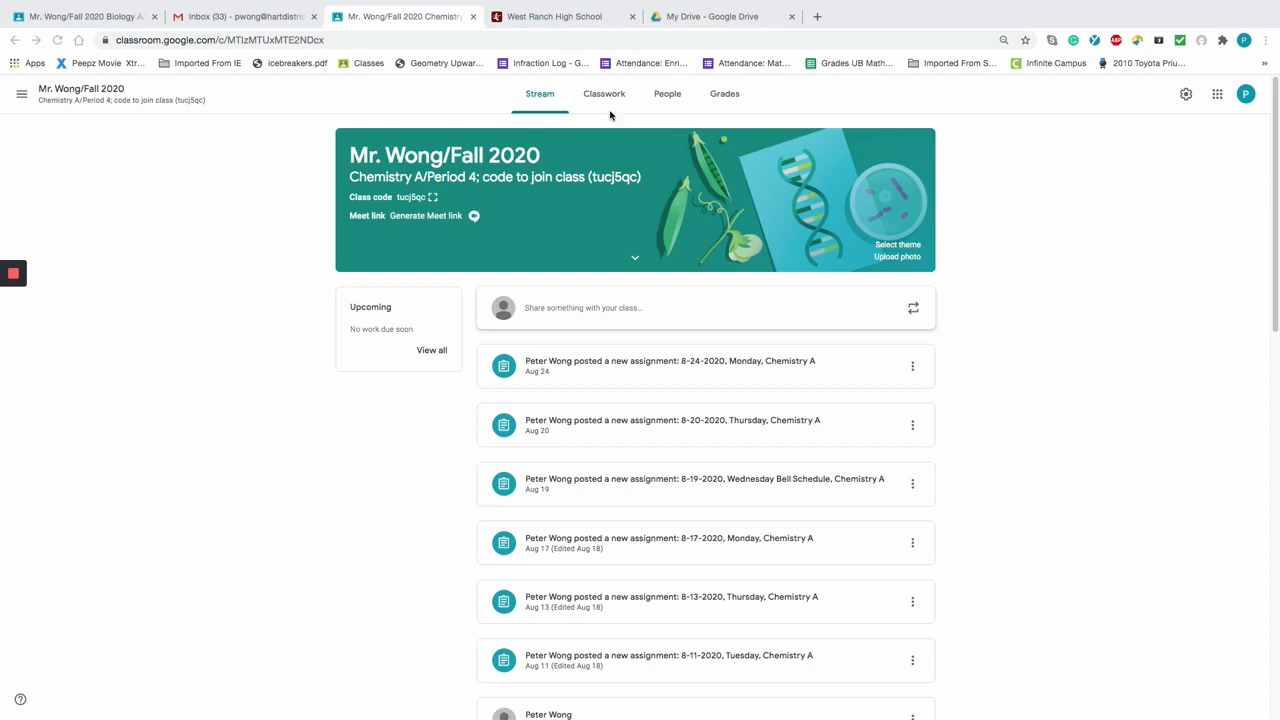 Mr. Wong/Fall 2020 Biology A
Inbox (33) - pwong@hartdistric
Mr. Wong/Fall 2020 Chemistry
West Ranch High School
My Drive - Google Drive
classroom.google.com/c/MTIzMTUxMTE2NDcx
Apps
Peepz Movie Xtr...
Imported From IE
icebreakers.pdf
Classes
Geometry Upwar...
Infraction Log - G...
Attendance: Enri...
Attendance: Mat...
Grades UB Math...
Imported From S...
Infinite Campus
2010 Toyota Priu...
Mr. Wong/Fall 2020
Chemistry A/Period 4; code to join class (tucj5qc)
Stream
Classwork
People
Grades
P
Mr. Wong/Fall 2020
Chemistry A/Period 4; code to join class (tucj5qc)
Class code tucj5qc
Meet link Generate Meet link
Select theme
Upload photo
Upcoming
No work due soon
View all
Share something with your class...
Peter Wong posted a new assignment: 8-24-2020, Monday, Chemistry A
Aug 24
Peter Wong posted a new assignment: 8-20-2020, Thursday, Chemistry A
Aug 20
Peter Wong posted a new assignment: 8-19-2020, Wednesday Bell Schedule, Chemistry A
Aug 19
Peter Wong posted a new assignment: 8-17-2020, Monday, Chemistry A
Aug 17 (Edited Aug 18)
Peter Wong posted a new assignment: 8-13-2020, Thursday, Chemistry A
Aug 13 (Edited Aug 18)
Peter Wong posted a new assignment: 8-11-2020, Tuesday, Chemistry A
Aug 11 (Edited Aug 18)
Peter Wong